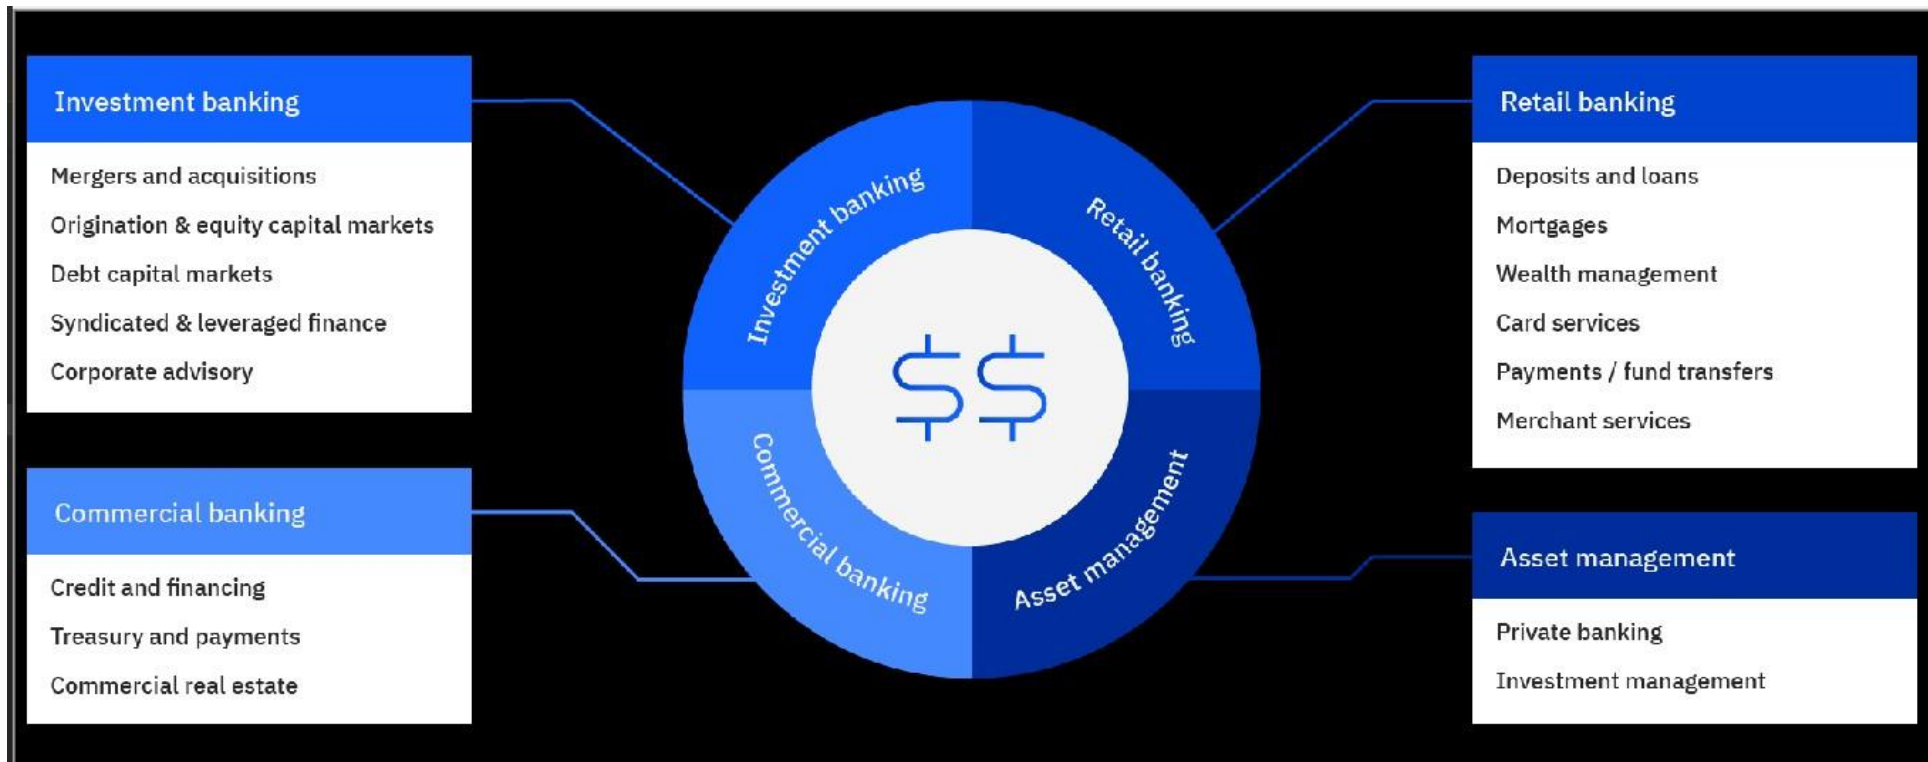 Investment banking
Mergers and acquisitions
Origination & equity capital markets
Debt capital markets
Syndicated & leveraged finance
Corporate advisory
Commercial banking
Credit and financing
Treasury and payments
Commercial real estate
Investment banking
Retail banking
Commercial banking
Asset management
$$
Retail banking
Deposits and loans
Mortgages
Wealth management
Card services
Payments / fund transfers
Merchant services
Asset management
Private banking
Investment management